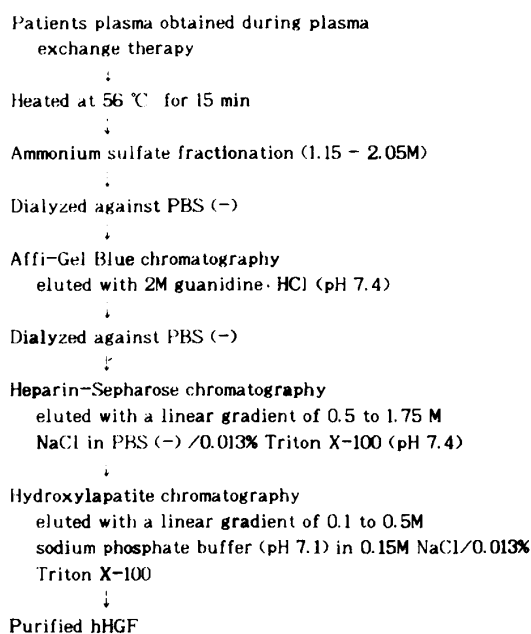 Patients plasma obtained during plasma
exchange therapy
↓
Heated at 56 ℃ for 15 min
↓
Ammonium sulfate fractionation (1.15 - 2.05M)
↓
Dialyzed against PBS (-)
↓
Affi-Gel Blue chromatography
eluted with 2M guanidine·HCl (pH 7.4)
↓
Dialyzed against PBS (-)
↓
Heparin-Sepharose chromatography
eluted with a linear gradient of 0.5 to 1.75 M
NaCl in PBS (-) /0.013% Triton X-100 (pH 7.4)
↓
Hydroxylapatite chromatography
eluted with a linear gradient of 0.1 to 0.5M
sodium phosphate buffer (pH 7.1) in 0.15M NaCl/0.013%
Triton X-100
↓
Purified hHGF